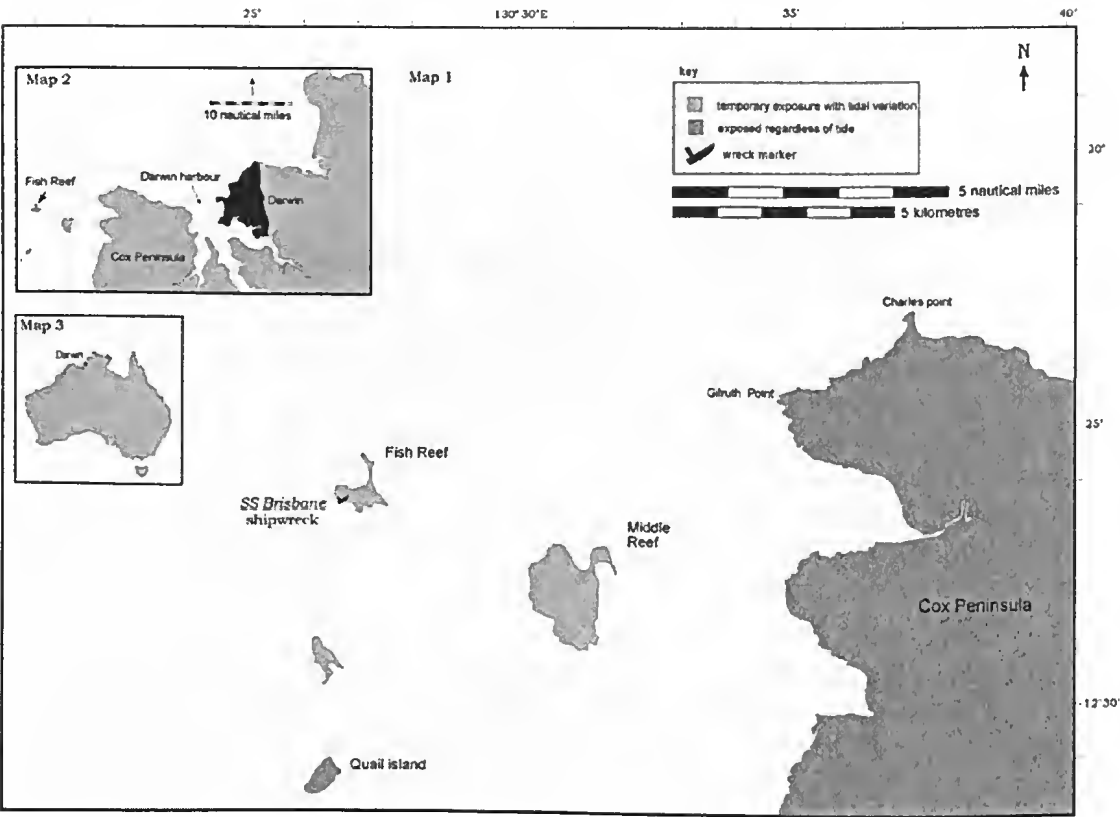 25'
130°30'E
35'
40'
Map 2
10 nautical miles
Fish Reef
Darwin harbour
Darwin
Cox Peninsula
Map 1
N
key
temporary exposure with tidal variation
exposed regardless of tide
wreck marker
5 nautical miles
5 kilometres
20'
Map 3
Darwin
Charles point
Gilruth Point
25'
Fish Reef
SS Brisbane
shipwreck
Middle
Reef
Cox Peninsula
12°30'
Quail island